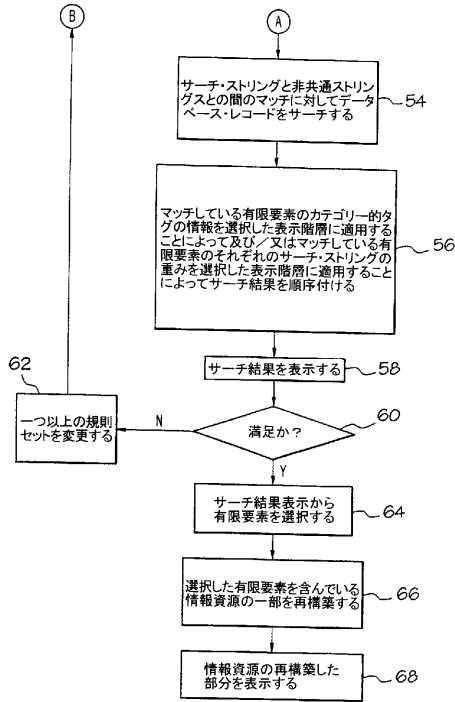 B
A
サーチ・ストリングと非共通ストリン
グスとの間のマッチに対してデータ
ベース・レコードをサーチする
54
マッチしている有限要素のカテゴリー的タ
グの情報を選択した表示階層に適用する
ことによって及び/又はマッチしている有
限要素のそれぞれのサーチ・ストリングの
重みを選択した表示階層に適用すること
によってサーチ結果を順序付ける
56
サーチ結果を表示する
58
62
一つ以上の規則
セットを変更する
N
満足か?
60
Y
サーチ結果表示から
有限要素を選択する
64
選択した有限要素を含んでいる
情報資源の一部を再構築する
66
情報資源の再構築した
部分を表示する
68